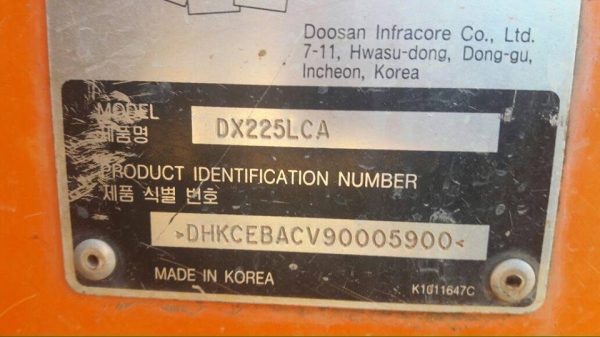 Doosan Infracore Co., Ltd.
7-11, Hwasu-dong, Dong-gu,
Incheon, Korea
MODEL
제품명
DX225LCA
PRODUCT IDENTIFICATION NUMBER
제품 식별 번호
>DHKCEBACV90005900<
MADE IN KOREA
K1011647C